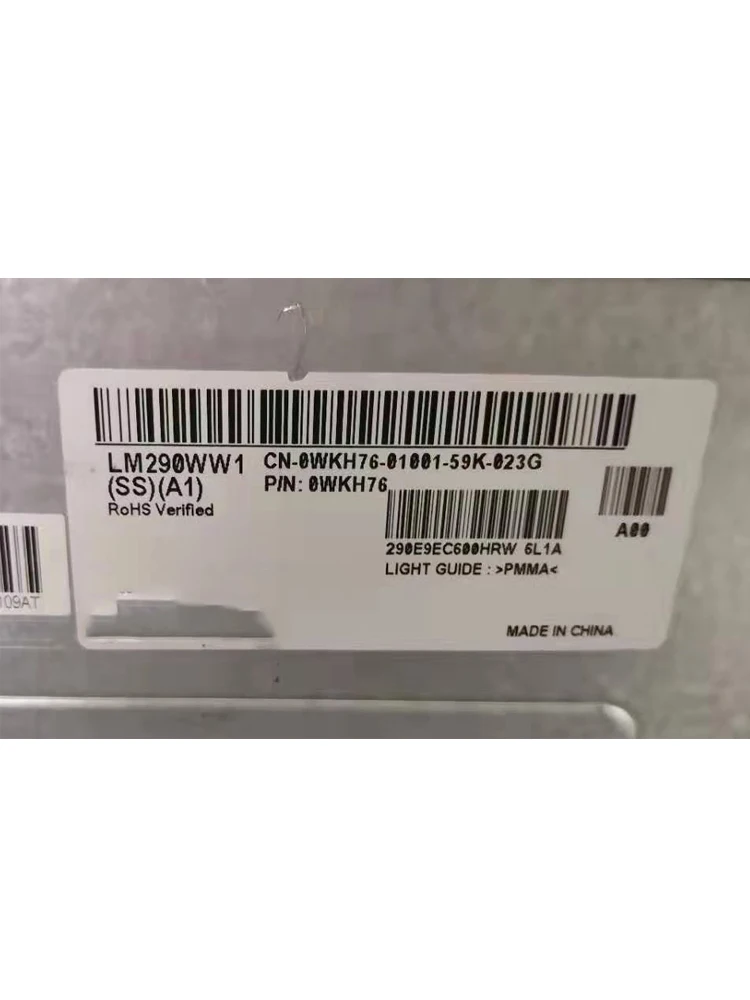 LM290WW1
(SS)(A1)
RoHS Verified
CN-0WKH76-01001-59K-023G
P/N: 0WKH76
290E9EC600HRW 6L1A
LIGHT GUIDE : >PMMA<
A00
MADE IN CHINA